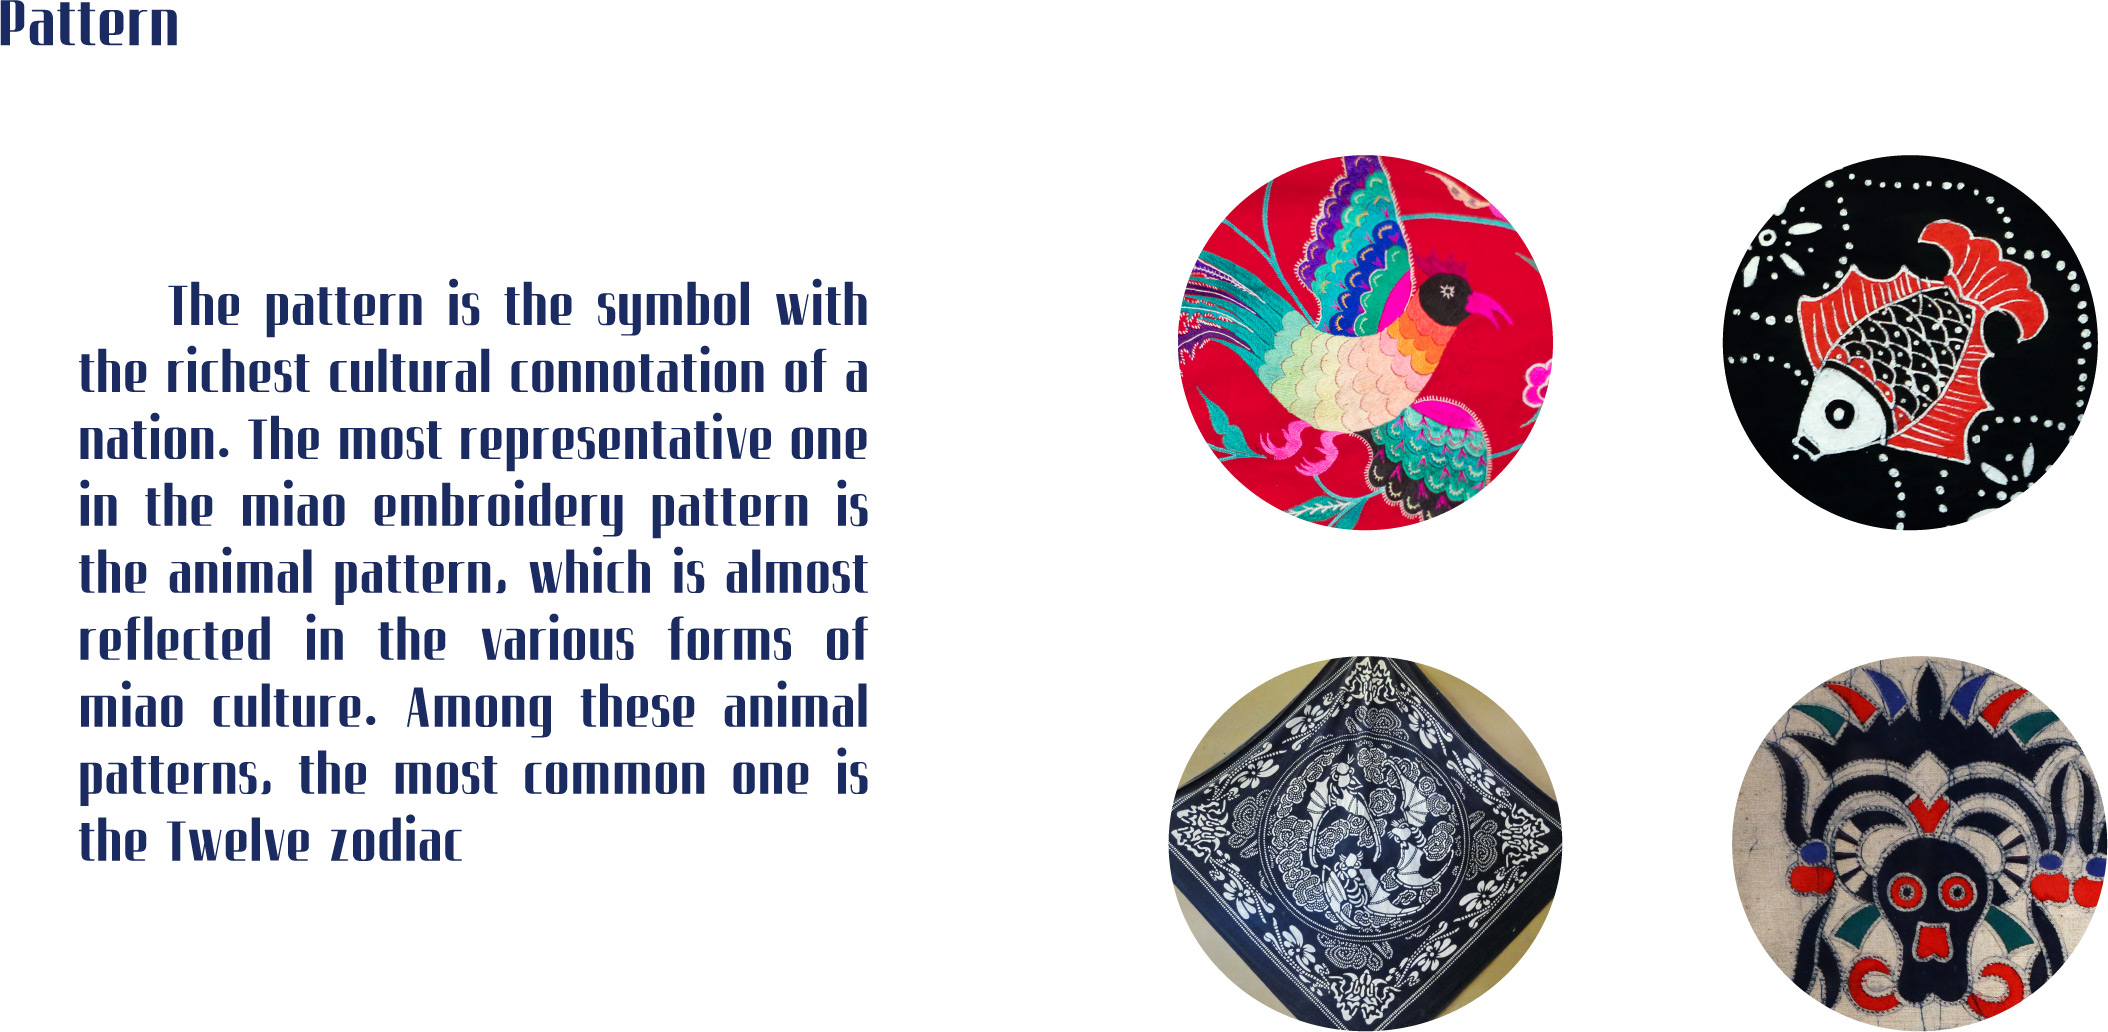 Pattern
The pattern is the symbol with
the richest cultural connotation of a
nation. The most representative one
in the miao embroidery pattern is
the animal pattern, which is almost
reflected in the various forms of
miao culture. Among these animal
patterns, the most common one is
the Twelve zodiac